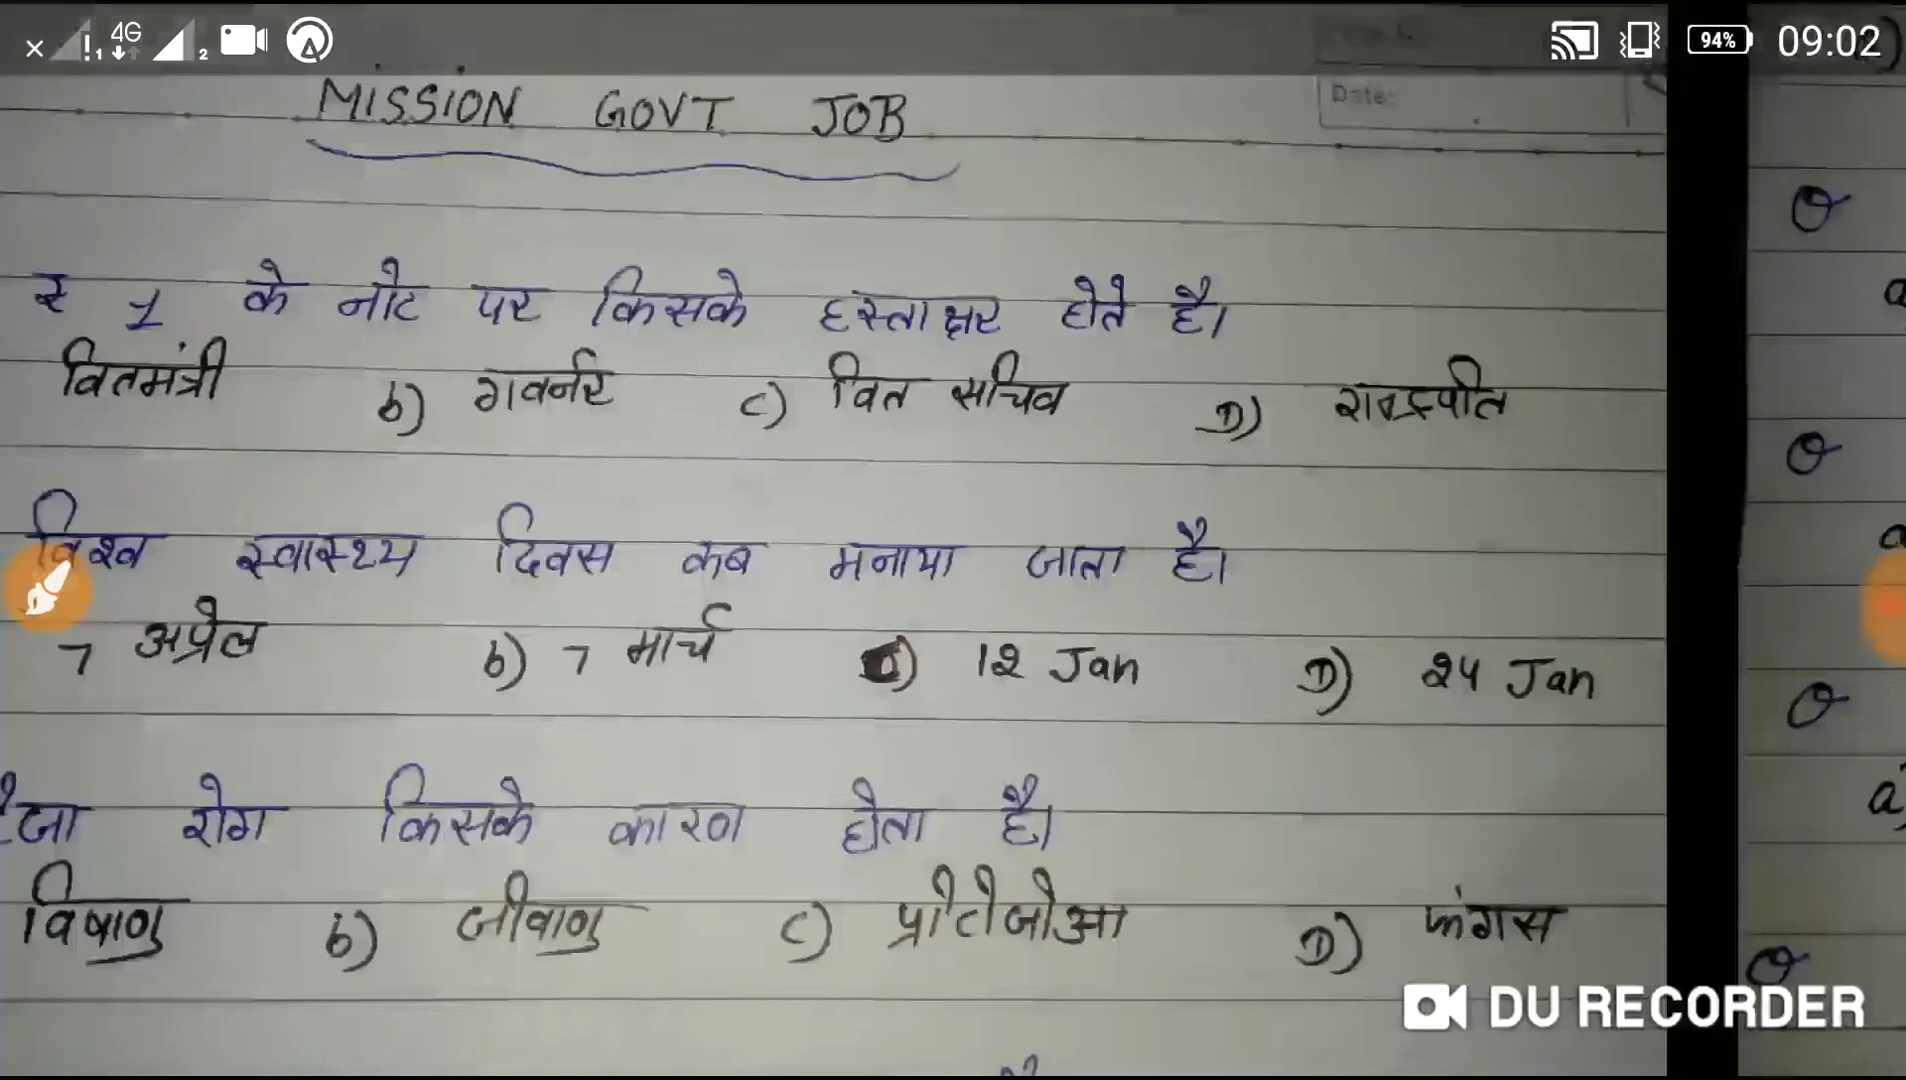 4G
94% 09:02
MISSION GOVT JOB
Date:
₹ 1 के नोट पर किसके हस्ताक्षर होते है।
वितमंत्री b) गवर्नर c) वित सचिव D) राष्ट्रपति
विश्व स्वास्थ्य दिवस कब मनाया जाता है।
7 अप्रेल b) 7 मार्च c) 12 Jan D) 24 Jan
रोग किसके कारण होता है।
विषाणु b) जीवाणु c) प्रोटोजोआ D) फंगस
DU RECORDER